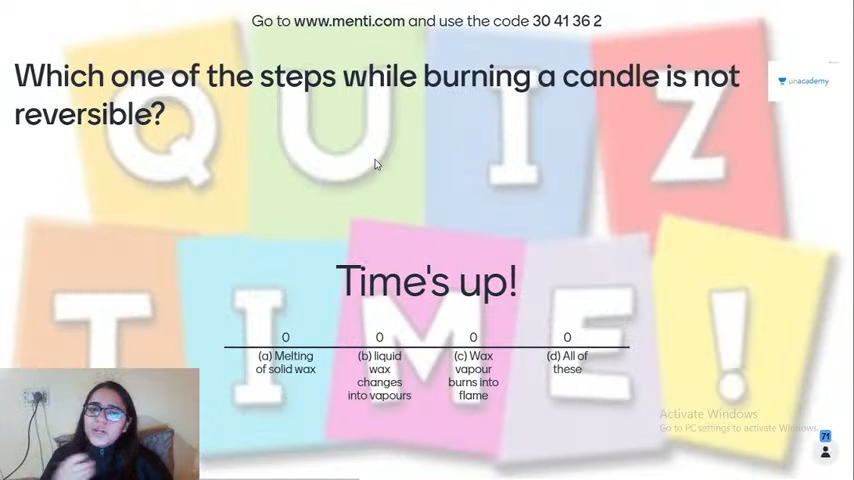 Go to www.menti.com and use the code 30 41 36 2
Which one of the steps while burning a candle is not
reversible?
unacademy
QUIZ
TIME!
Time's up!
0 0 0 0
(a) Melting
of solid wax
(b) liquid
wax
changes
into vapours
(c) Wax
vapour
burns into
flame
(d) All of
these
Activate Windows
Go to PC settings to activate Windows.
71